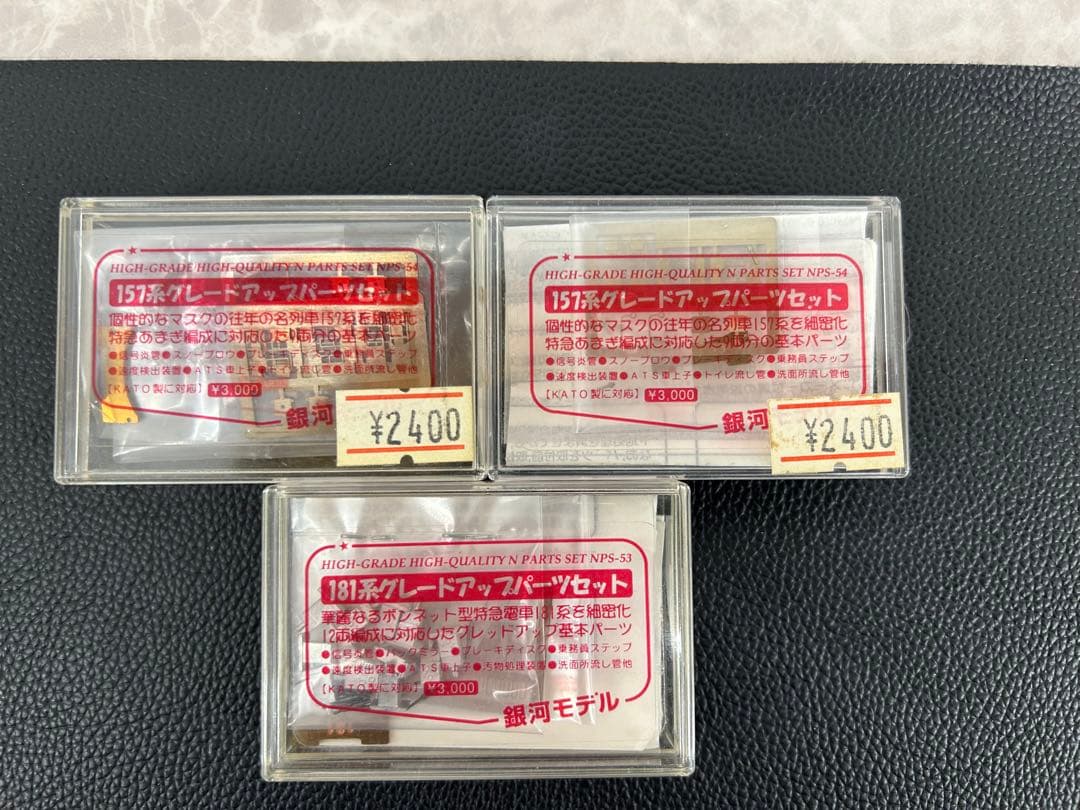 HIGH-GRADE HIGH-QUALITY N PARTS SET NPS-54
157系グレードアップパーツセット
個性的なマスクの往年の名列車157系を細密化
特急あまぎ編成に対応した9両分の基本パーツ
●信号炎管●スノープロウ●ブレーキディスク●乗務員ステップ
●速度検出装置●ATS車上子●トイレ流し管●洗面所流し管他
【KATO製に対応】 ¥3,000
銀河
¥2400
HIGH-GRADE HIGH-QUALITY N PARTS SET NPS-54
157系グレードアップパーツセット
個性的なマスクの往年の名列車157系を細密化
特急あまぎ編成に対応した9両分の基本パーツ
●信号炎管●スノープロウ●ブレーキディスク●乗務員ステップ
●速度検出装置●ATS車上子●トイレ流し管●洗面所流し管他
【KATO製に対応】 ¥3,000
銀河
¥2400
HIGH-GRADE HIGH-QUALITY N PARTS SET NPS-53
181系グレードアップパーツセット
華麗なるボンネット型特急電車181系を細密化
12両編成に対応したグレッドアップ基本パーツ
●信号炎管●バックミラー●ブレーキディスク●乗務員ステップ
●速度検出装置●ATS車上子●汚物処理装置●洗面所流し管他
【KATO製に対応】 ¥3,000
銀河モデル